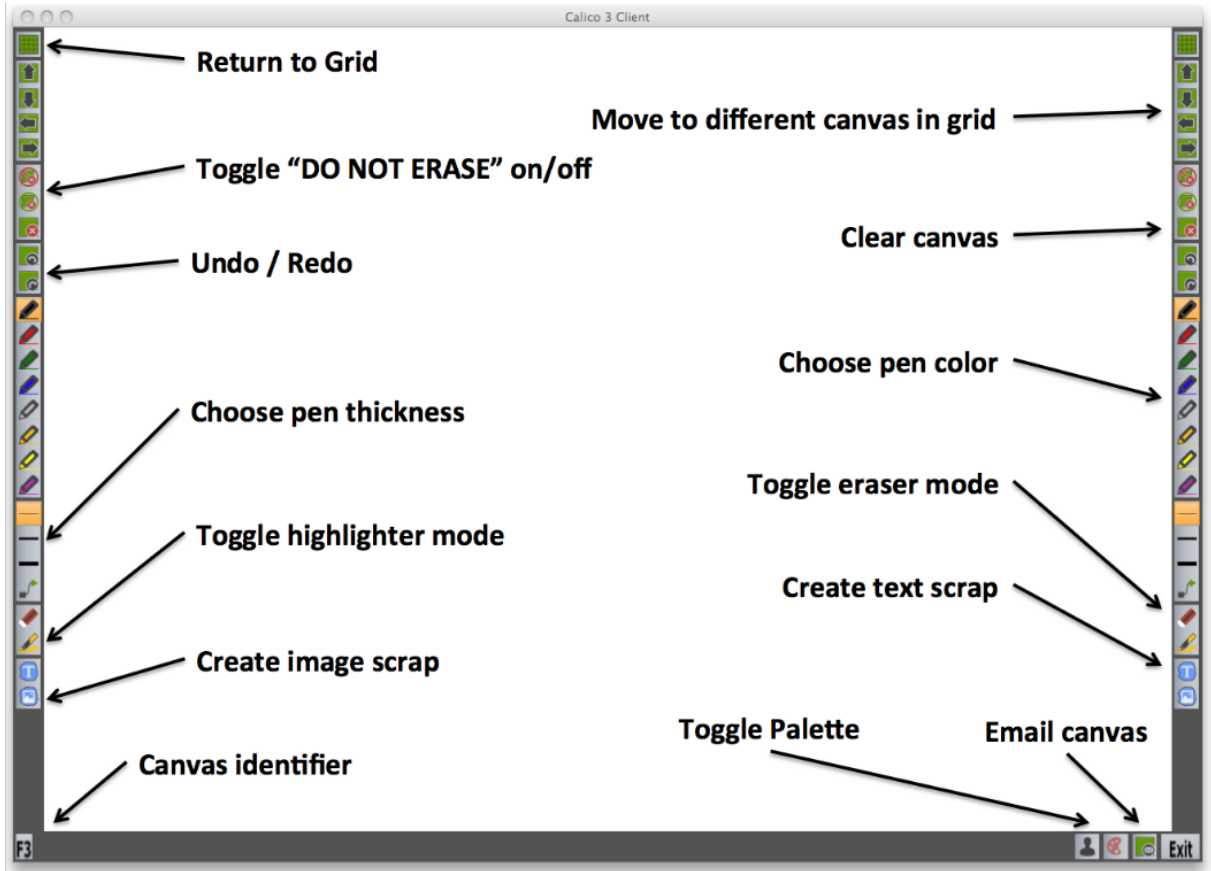 Calico 3 Client
Return to Grid
Move to different canvas in grid
Toggle “DO NOT ERASE” on/off
Clear canvas
Undo / Redo
Choose pen color
Choose pen thickness
Toggle eraser mode
Toggle highlighter mode
Create text scrap
T
T
Create image scrap
Toggle Palette
Email canvas
Canvas identifier
F3
Exit